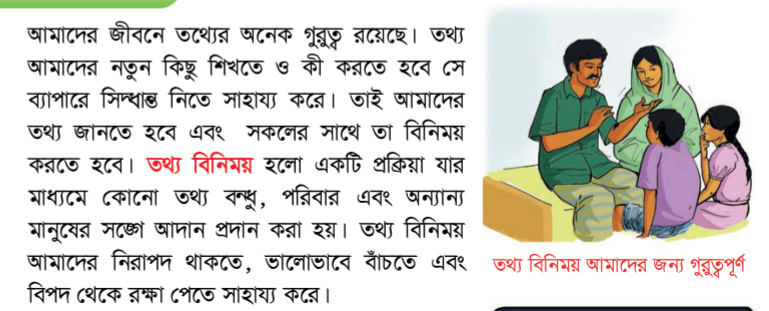 আমাদের জীবনে তথ্যের অনেক গুরুত্ব রয়েছে। তথ্য
আমাদের নতুন কিছু শিখতে ও কী করতে হবে সে
ব্যাপারে সিদ্ধান্ত নিতে সাহায্য করে। তাই আমাদের
তথ্য জানতে হবে এবং সকলের সাথে তা বিনিময়
করতে হবে। তথ্য বিনিময় হলো একটি প্রক্রিয়া যার
মাধ্যমে কোনো তথ্য বন্ধু, পরিবার এবং অন্যান্য
মানুষের সঙ্গে আদান প্রদান করা হয়। তথ্য বিনিময়
আমাদের নিরাপদ থাকতে, ভালোভাবে বাঁচতে এবং
বিপদ থেকে রক্ষা পেতে সাহায্য করে।
তথ্য বিনিময় আমাদের জন্য গুরুত্বপূর্ণ